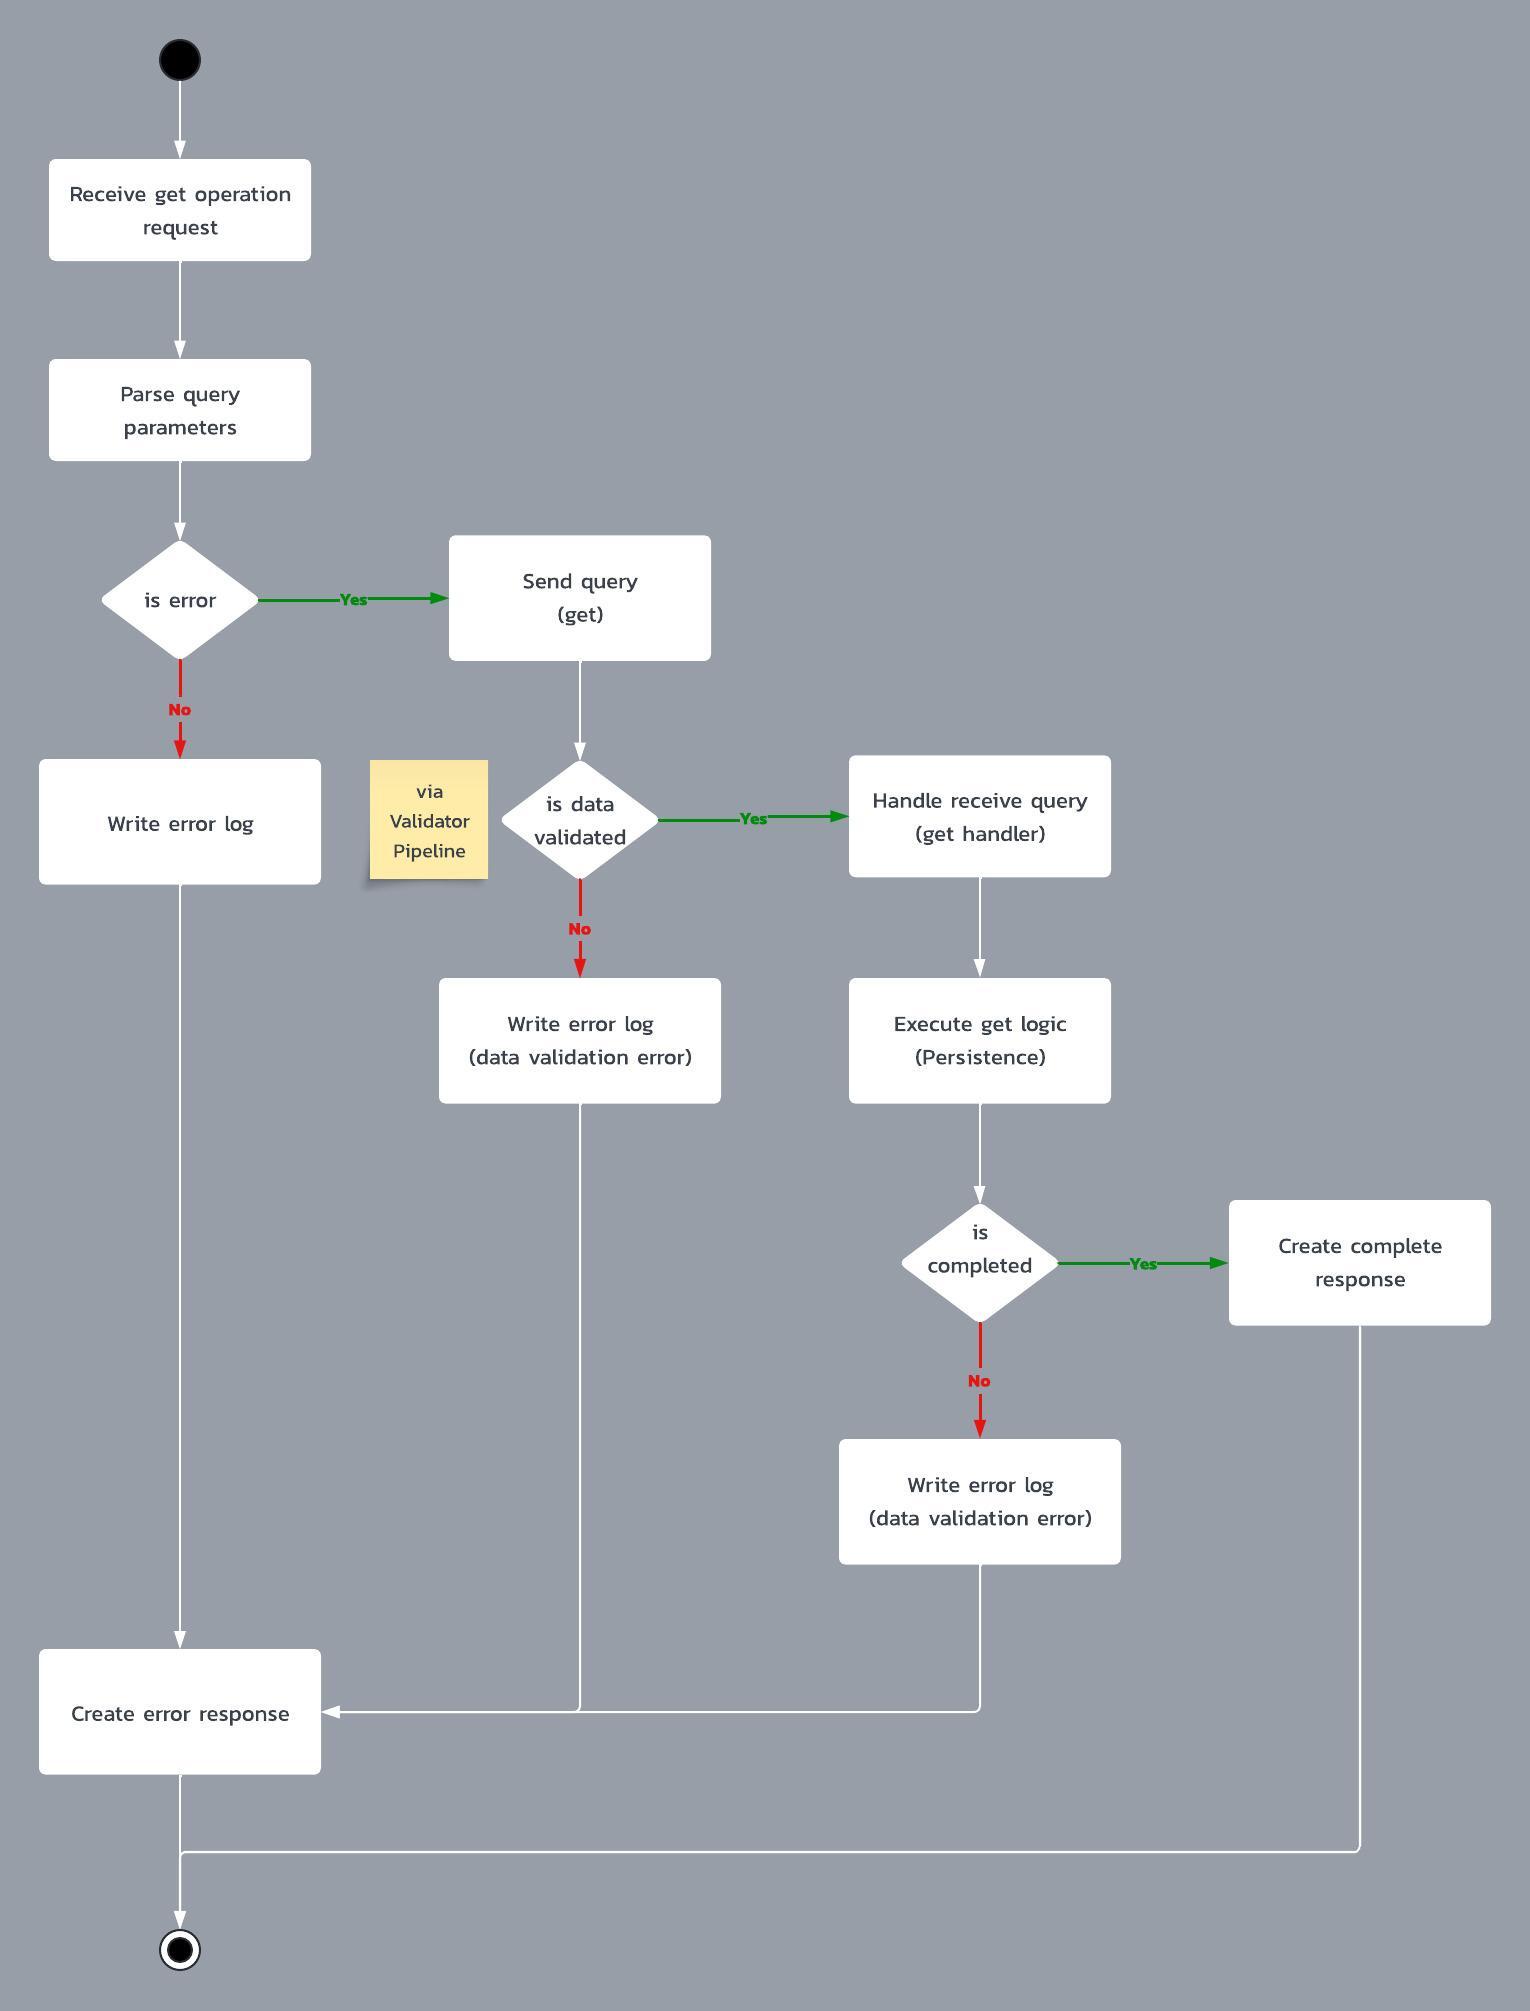 Receive get operation
request
Parse query
parameters
is error
Yes
Send query
(get)
No
Write error log
via
Validator
Pipeline
is data
validated
Yes
Handle receive query
(get handler)
No
Write error log
(data validation error)
Execute get logic
(Persistence)
is
completed
Yes
Create complete
response
No
Write error log
(data validation error)
Create error response